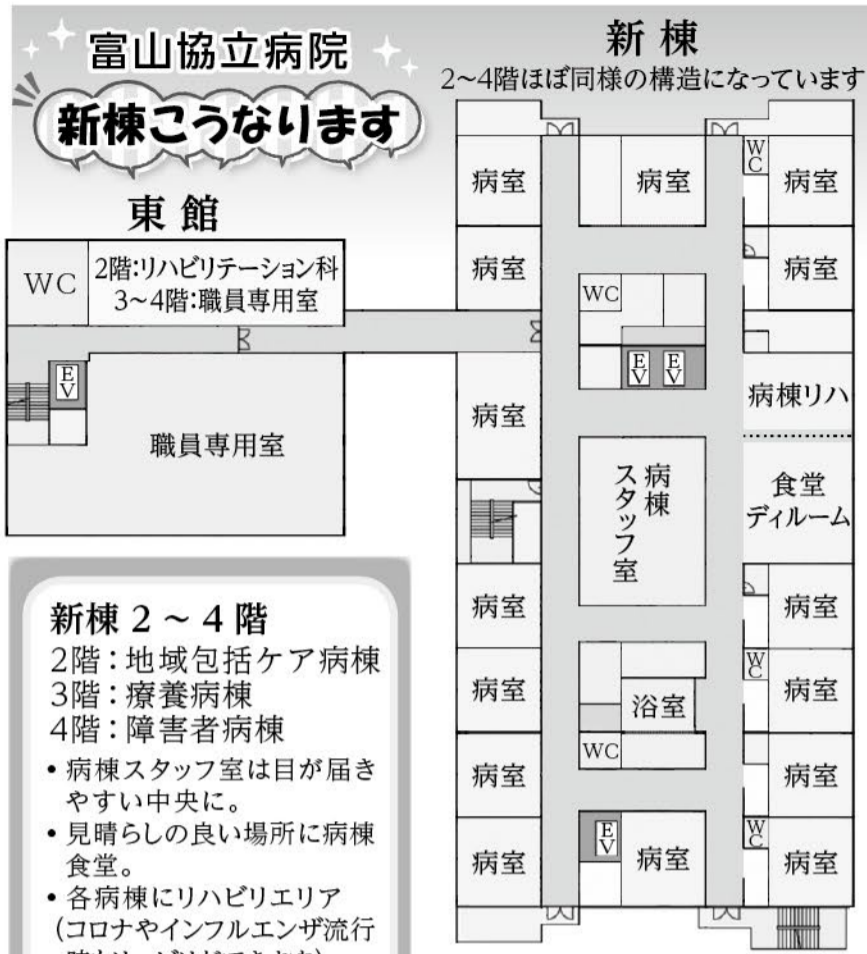 富山協立病院
新棟こうなります
新棟
2～4階ほぼ同様の構造になっています
東館
WC
2階:リハビリテーション科
3～4階:職員専用室
EV
職員専用室
病室
病室
WC
病室
病室
病室
WC
EV
EV
病棟リハ
病室
病棟
スタッフ室
食堂
ディルーム
病室
病室
病室
WC
病室
浴室
病室
WC
病室
病室
EV
病室
WC
病室
新棟 2～4階
2階：地域包括ケア病棟
3階：療養病棟
4階：障害者病棟
・病棟スタッフ室は目が届き
やすい中央に。
・見晴らしの良い場所に病棟
食堂。
・各病棟にリハビリエリア
(コロナやインフルエンザ流行